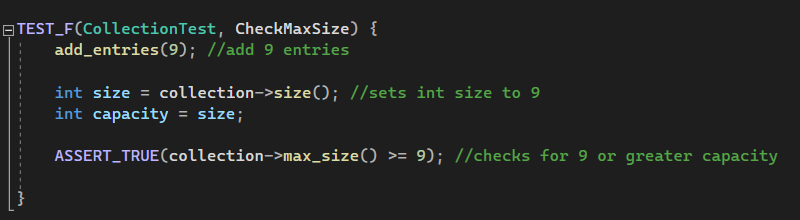 TEST_F(CollectionTest, CheckMaxSize) {
add_entries(9); //add 9 entries
int size = collection->size(); //sets int size to 9
int capacity = size;
ASSERT_TRUE(collection->max_size() >= 9); //checks for 9 or greater capacity
}